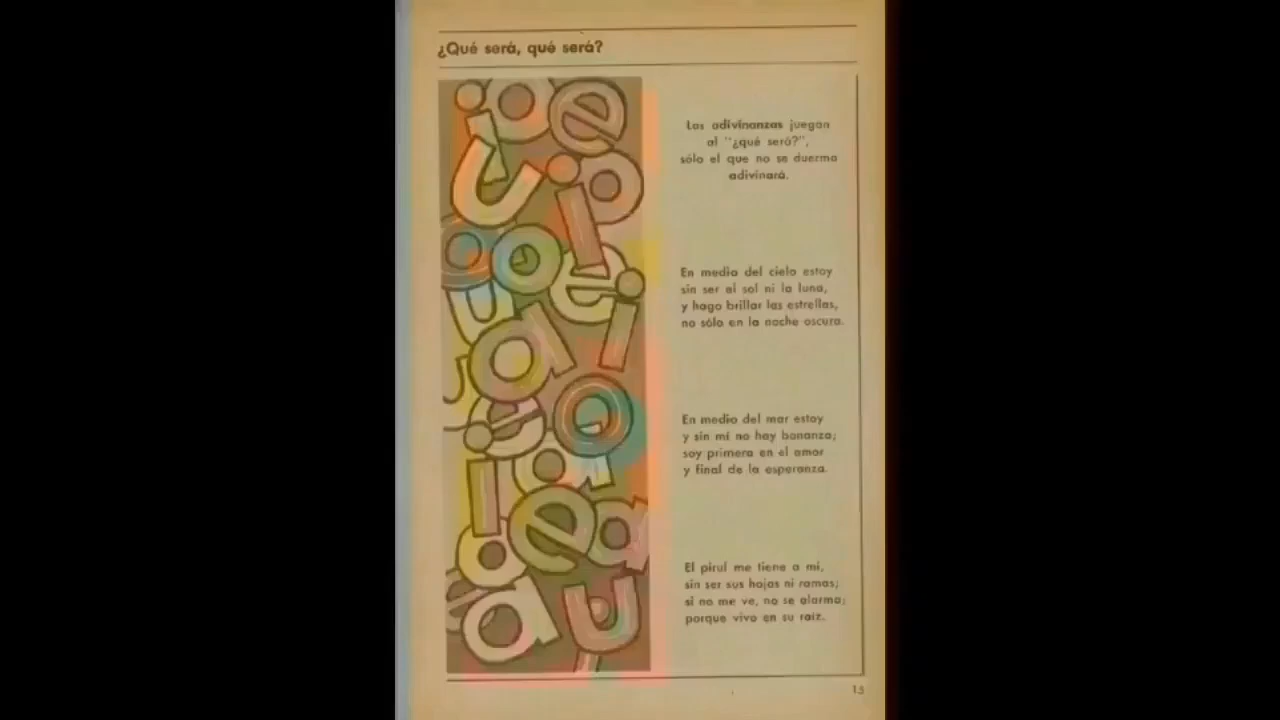 ¿Qué será, qué será?
Las adivinanzas juegan
al "¿qué será?",
sólo el que no se duerma
adivinará.
En medio del cielo estoy
sin ser el sol ni la luna,
y hago brillar las estrellas,
no sólo en la noche oscura.
En medio del mar estoy
y sin mí no hay bonanza;
soy primera en el amor
y final de la esperanza.
El pirul me tiene a mí,
sin ser sus hojas ni ramas;
si no me ve, no se alarma;
porque vivo en su raíz.
15